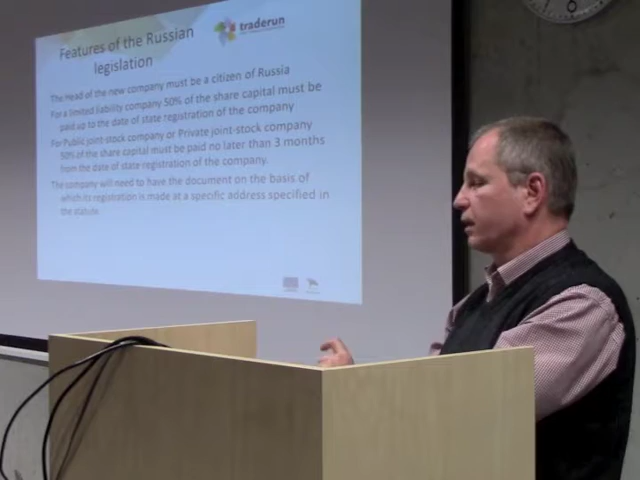 traderun
Features of the Russian
legislation
The Head of the new company must be a citizen of Russia
For a limited liability company 50% of the share capital must be
paid up to the date of state registration of the company
For Public joint stock company or Private joint-stock company
50% of the share capital must be paid no later than 3 months
from the date of state registration of the company.
The company will need to have the document on the basis of
which its registration is made at a specific address specified in
the statute.